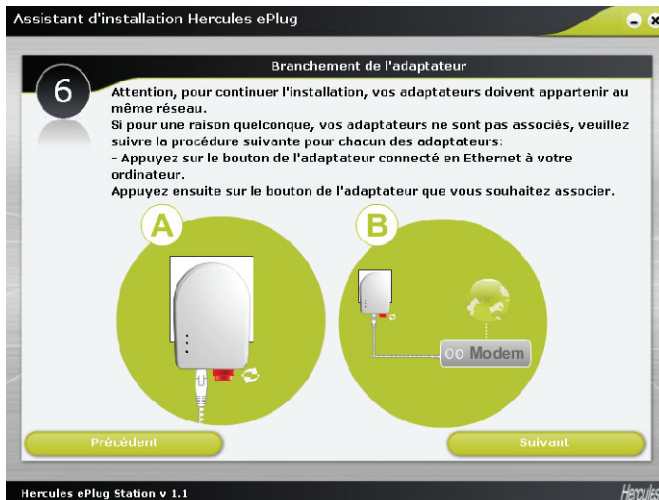 Assistant d'installation Hercules ePlug
Branchement de l'adaptateur
6
Attention, pour continuer l'installation, vos adaptateurs doivent appartenir au
même réseau.
Si pour une raison quelconque, vos adaptateurs ne sont pas associés, veuillez
suivre la procédure suivante pour chacun des adaptateurs:
- Appuyez sur le bouton de l'adaptateur connecté en Ethernet à votre
ordinateur.
Appuyez ensuite sur le bouton de l'adaptateur que vous souhaitez associer.
A
B
Modem
Précédent
Suivant
Hercules ePlug Station v 1.1
Hercules